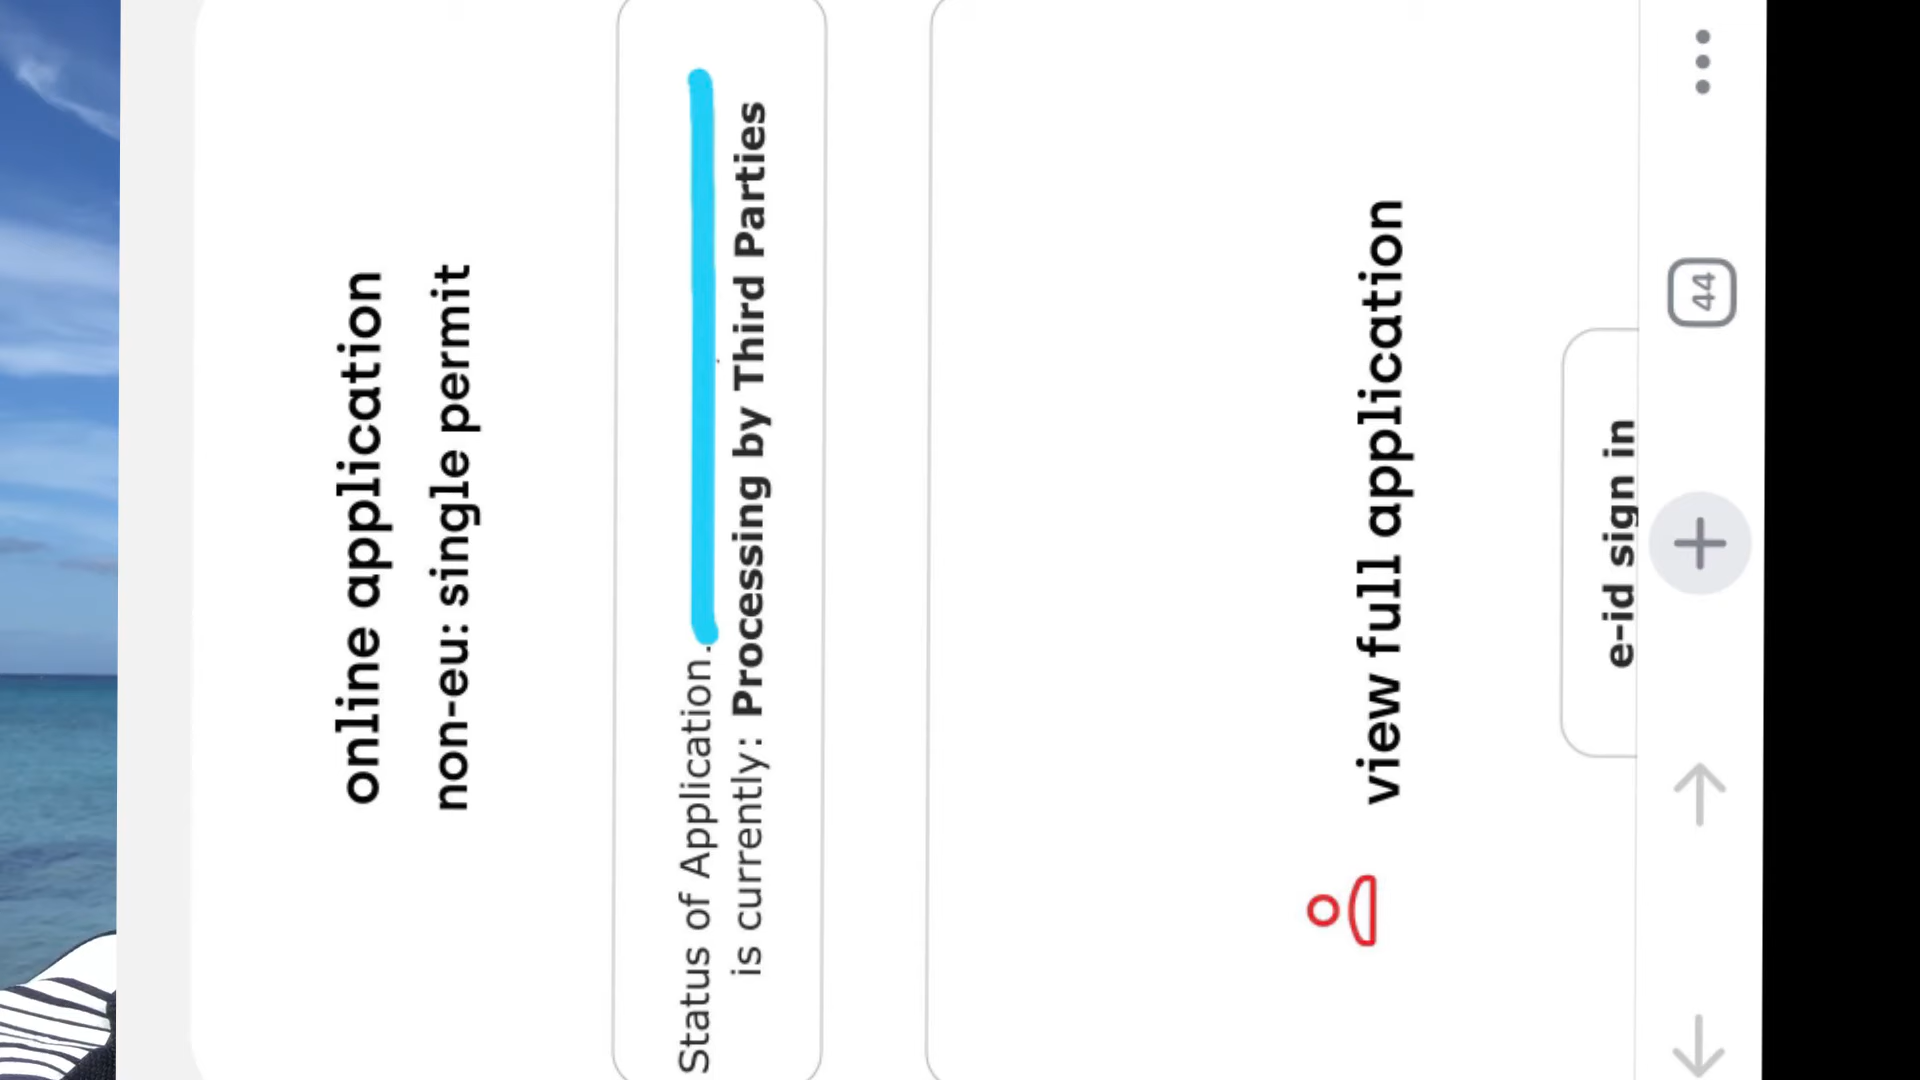 online application
non-eu: single permit
Status of Application.
is currently: Processing by Third Parties
view full application
e-id sign in
44